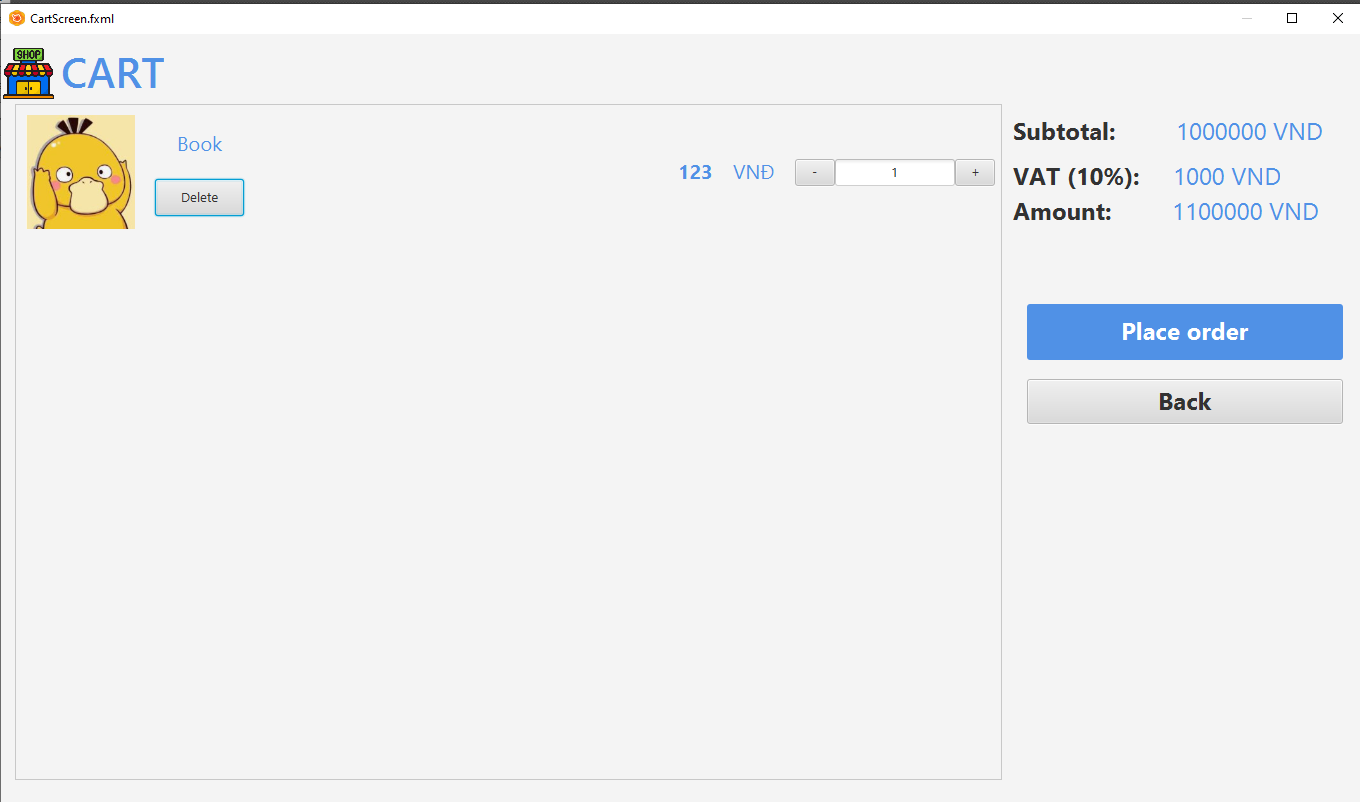 CartScreen.fxml
SHOP
CART
Book
Delete
123 VNĐ - 1 +
Subtotal: 1000000 VND
VAT (10%): 1000 VND
Amount: 1100000 VND
Place order
Back